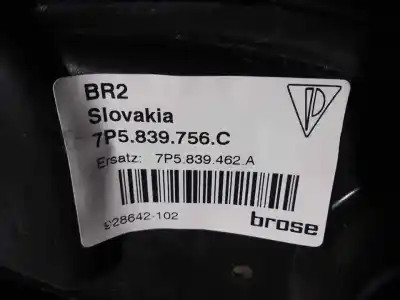 BR2
Slovakia
7P5.839.756.C
Ersatz: 7P5.839.462.A
928642-102
brose